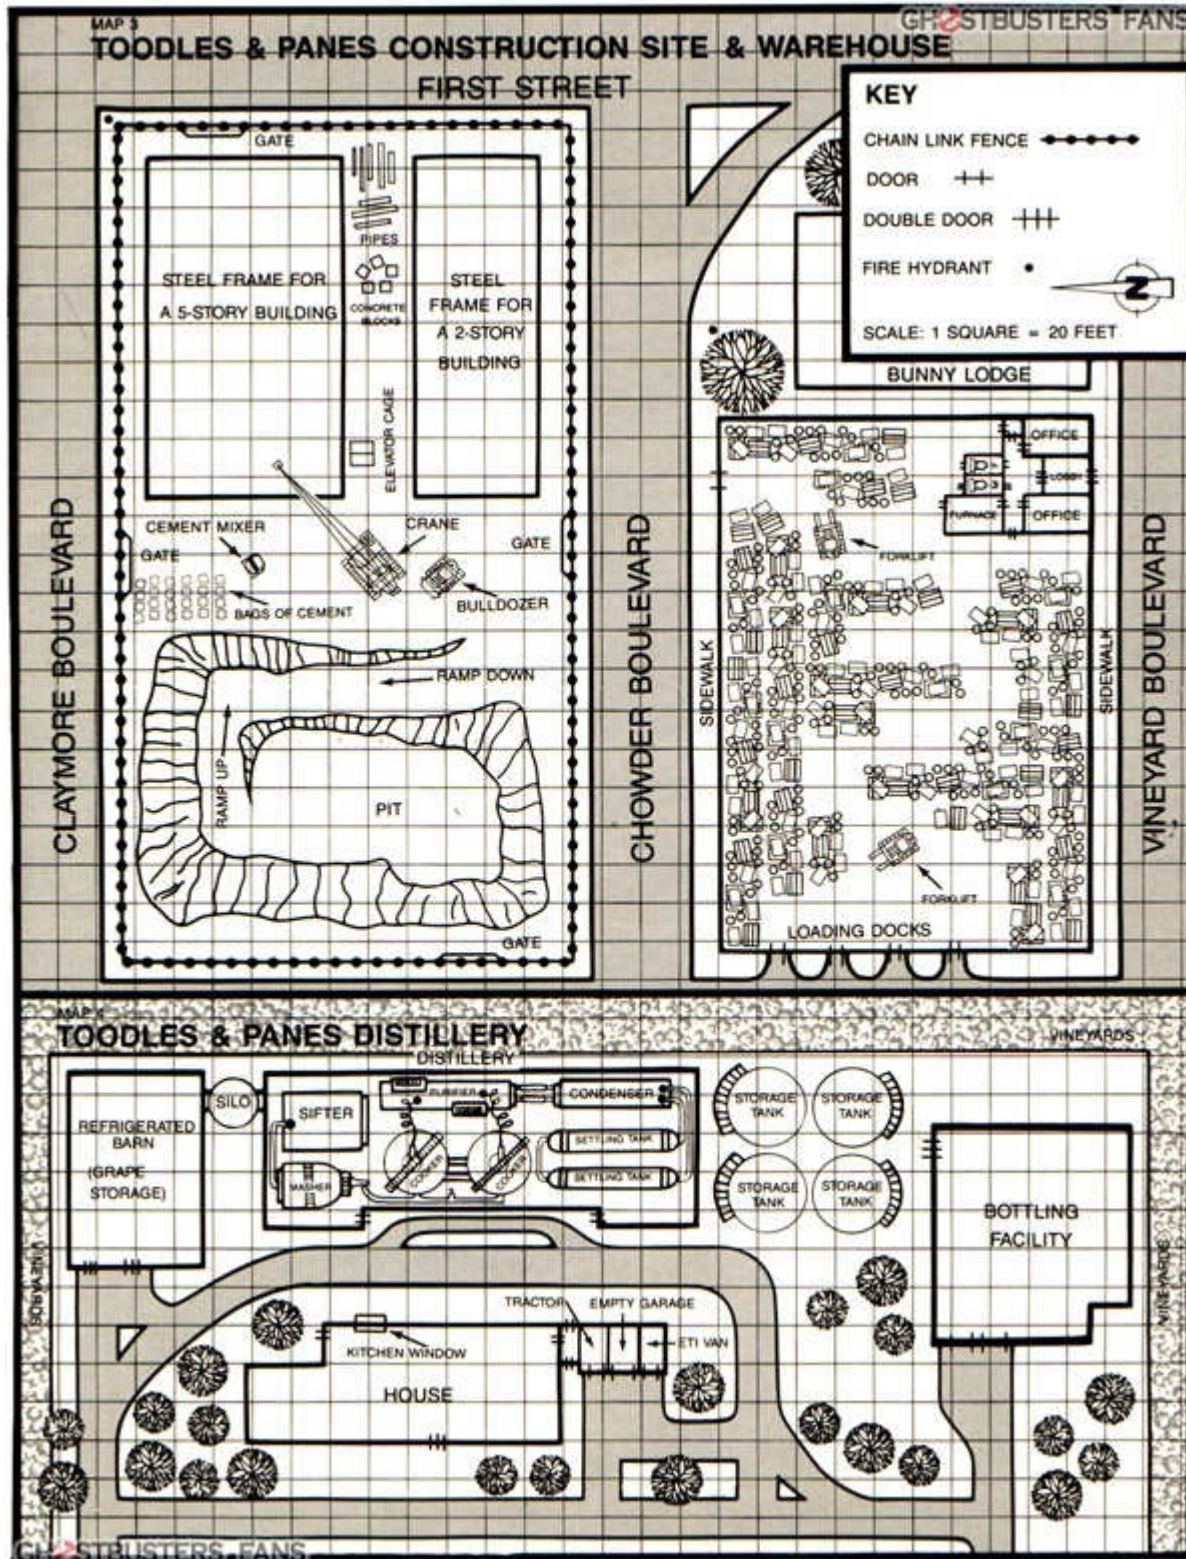 GHOSTBUSTERS FANS
MAP 3
TOODLES & PANES CONSTRUCTION SITE & WAREHOUSE
FIRST STREET
KEY
CHAIN LINK FENCE
DOOR
DOUBLE DOOR
FIRE HYDRANT
N
SCALE: 1 SQUARE = 20 FEET
GATE
PIPES
STEEL FRAME FOR
A 5-STORY BUILDING
CONCRETE
BLOCKS
STEEL
FRAME FOR
A 2-STORY
BUILDING
ELEVATOR CAGE
BUNNY LODGE
OFFICE
LOBBY
FURNACE
OFFICE
CEMENT MIXER
CRANE
GATE
GATE
BULLDOZER
BAGS OF CEMENT
FORKLIFT
CLAYMORE BOULEVARD
CHOWDER BOULEVARD
SIDEWALK
SIDEWALK
VINEYARD BOULEVARD
RAMP DOWN
RAMP UP
PIT
FORKLIFT
GATE
LOADING DOCKS
MAP 4
TOODLES & PANES DISTILLERY
DISTILLERY
VINEYARDS
SILO
SIFTER
PURIFIER
CONDENSER
STORAGE
TANK
STORAGE
TANK
REFRIGERATED
BARN
(GRAPE
STORAGE)
MASHER
COOKER
COOKER
SETTLING TANK
SETTLING TANK
STORAGE
TANK
STORAGE
TANK
BOTTLING
FACILITY
VINEYARDS
TRACTOR
EMPTY GARAGE
ETI VAN
KITCHEN WINDOW
HOUSE
GHOSTBUSTERS FANS